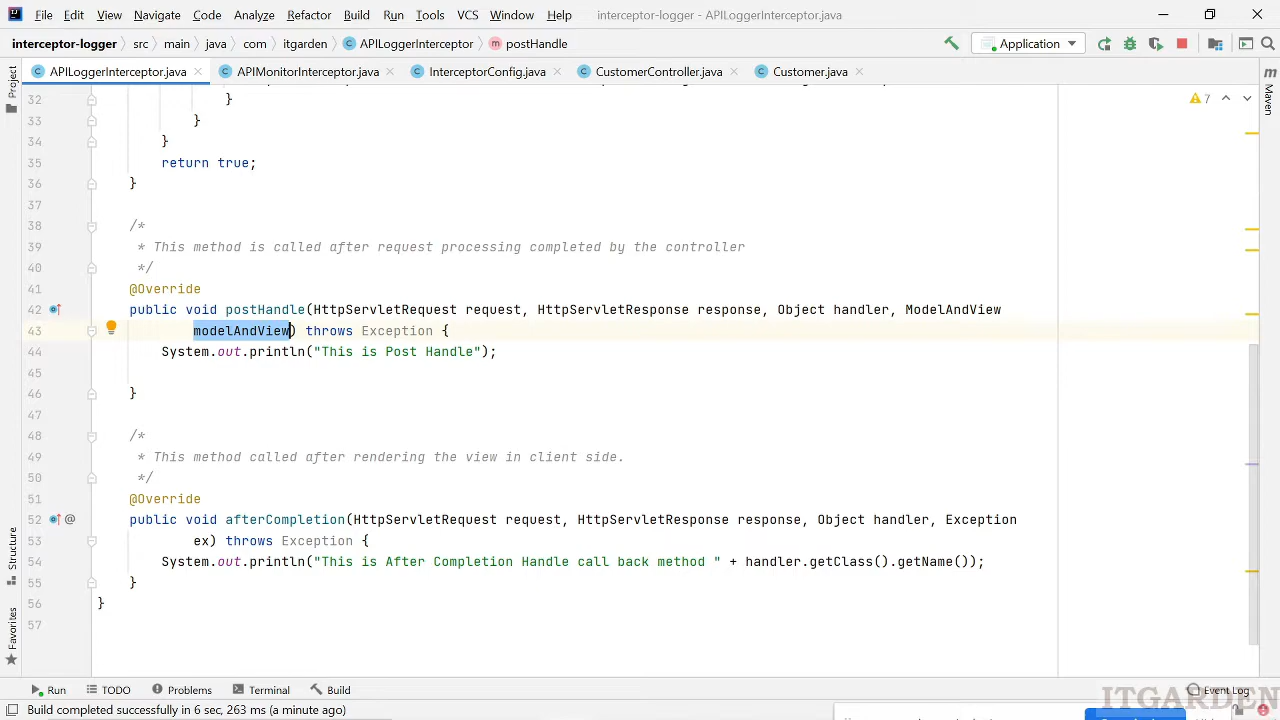 File Edit View Navigate Code Analyze Refactor Build Run Tools VCS Window Help interceptor-logger - APILoggerInterceptor.java
interceptor-logger src main java com itgarden APILoggerInterceptor m postHandle Application
Project
APILoggerInterceptor.java APIMonitorInterceptor.java InterceptorConfig.java CustomerController.java Customer.java
m Maven
7
32 }
33 }
34 }
35 return true;
36 }
37
38 /*
39 * This method is called after request processing completed by the controller
40 */
@Override
41 public void postHandle(HttpServletRequest request, HttpServletResponse response, Object handler, ModelAndView
42
43 modelAndView) throws Exception {
44 System.out.println("This is Post Handle");
45
46 }
47
48 /*
49 * This method called after rendering the view in client side.
50 */
51 @Override
52 @ public void afterCompletion(HttpServletRequest request, HttpServletResponse response, Object handler, Exception
53 ex) throws Exception {
54 System.out.println("This is After Completion Handle call back method " + handler.getClass().getName());
55 }
56 }
57
Structure
Favorites
Run TODO Problems Terminal Build Event Log
Build completed successfully in 6 sec, 263 ms (a minute ago)
ITGARDEN